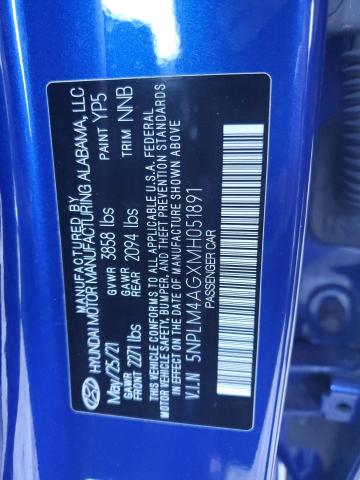 MANUFACTURED BY
HYUNDAI MOTOR MANUFACTURING ALABAMA, LLC
May/25/21 GVWR 3858 lbs PAINT YP5
GAWR FRONT 2271 lbs GAWR REAR 2094 lbs TRIM NNB
THIS VEHICLE CONFORMS TO ALL APPLICABLE U.S.A. FEDERAL
MOTOR VEHICLE SAFETY, BUMPER, AND THEFT PREVENTION STANDARDS
IN EFFECT ON THE DATE OF MANUFACTURE SHOWN ABOVE
V.I.N 5NPLM4AGXMH051891
PASSENGER CAR